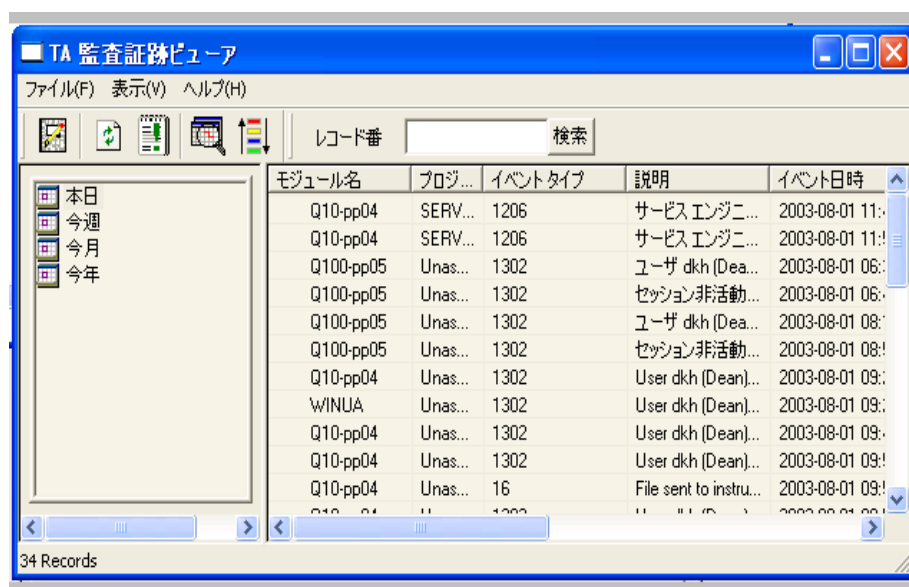 TA 監査証跡ビューア
ファイル(F) 表示(V) ヘルプ(H)
レコード番 検索
本日
今週
今月
今年
モジュール名 プロジ... イベント タイプ 説明 イベント日時
Q10-pp04 SERV... 1206 サービス エンジニ... 2003-08-01 11:
Q10-pp04 SERV... 1206 サービス エンジニ... 2003-08-01 11:
Q100-pp05 Unas... 1302 ユーザ dkh (Dea... 2003-08-01 06:
Q100-pp05 Unas... 1302 セッション非活動... 2003-08-01 06:
Q100-pp05 Unas... 1302 ユーザ dkh (Dea... 2003-08-01 08:
Q100-pp05 Unas... 1302 セッション非活動... 2003-08-01 08:
Q10-pp04 Unas... 1302 User dkh (Dean)... 2003-08-01 09:
WINUA Unas... 1302 User dkh (Dean)... 2003-08-01 09:
Q10-pp04 Unas... 1302 User dkh (Dean)... 2003-08-01 09:
Q10-pp04 Unas... 1302 User dkh (Dean)... 2003-08-01 09:
Q10-pp04 Unas... 16 File sent to instru... 2003-08-01 09:
34 Records